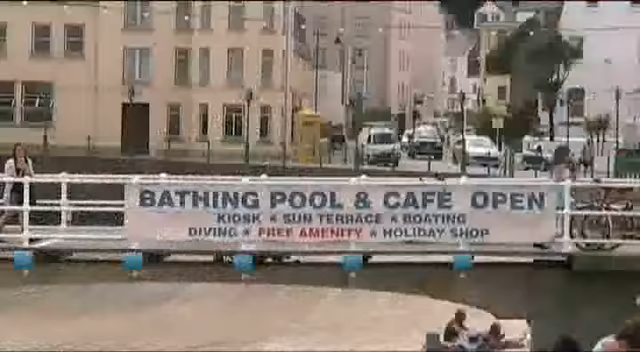 BATHING POOL & CAFÉ OPEN
KIOSK * SUN TERRACE * BOATING
DIVING * FREE AMENITY * HOLIDAY SHOP